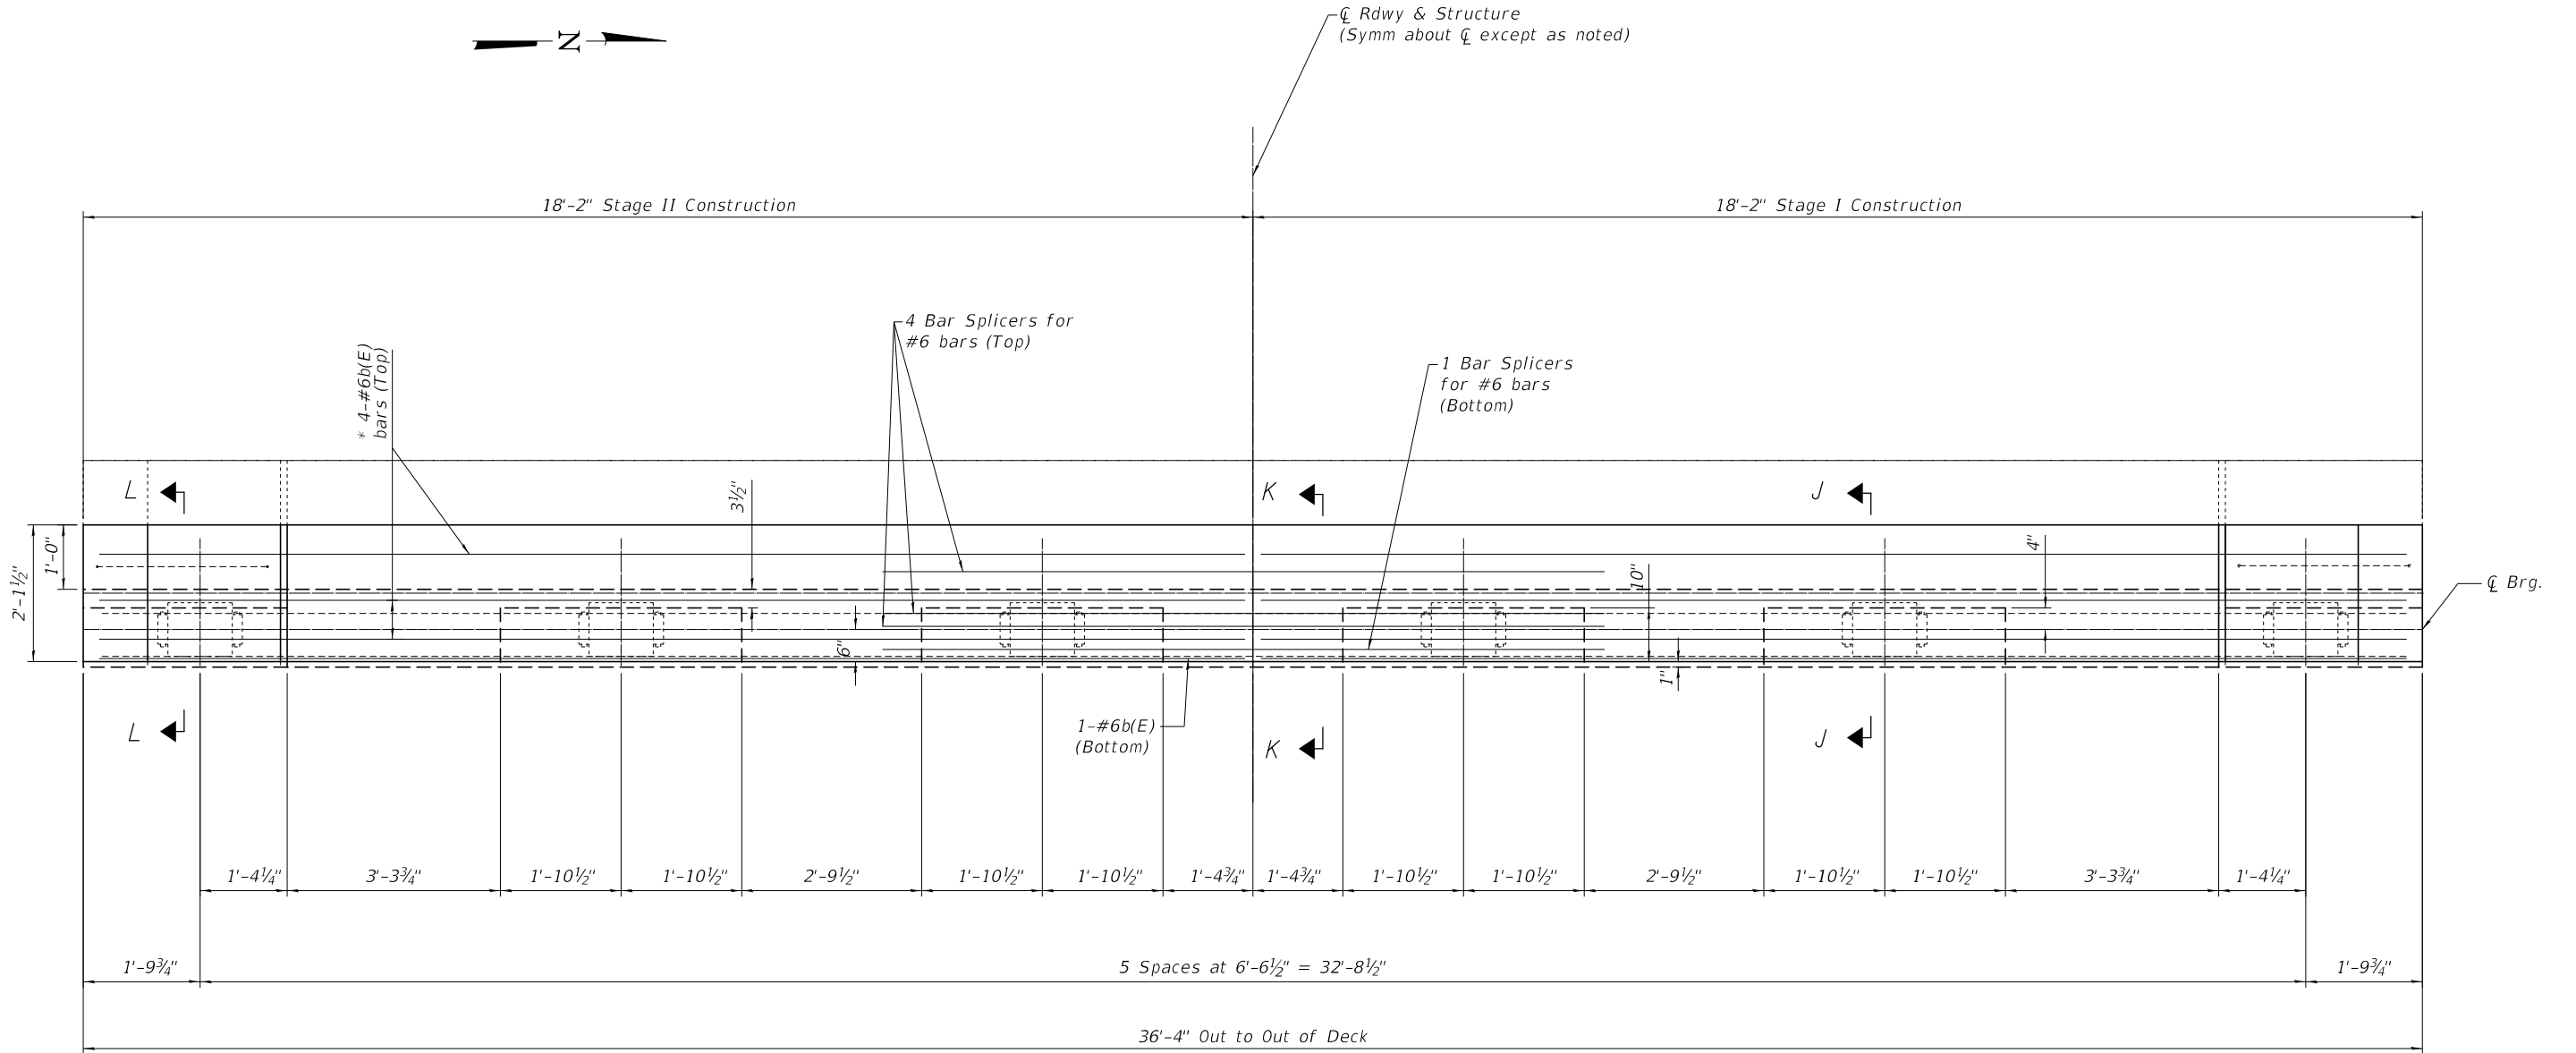 ℄ Rdwy & Structure
(Symm about ℄ except as noted)
N
18'-2" Stage II Construction
18'-2" Stage I Construction
4 Bar Splicers for
#6 bars (Top)
* 4-#6b(E)
bars (Top)
1 Bar Splicers
for #6 bars
(Bottom)
L
K
J
3½"
4"
10"
1'-0"
2'-1½"
6"
1"
℄ Brg.
1-#6b(E)
(Bottom)
L
K
J
1'-4¼"
3'-3¾"
1'-10½"
1'-10½"
2'-9½"
1'-10½"
1'-10½"
1'-4¾"
1'-4¾"
1'-10½"
1'-10½"
2'-9½"
1'-10½"
1'-10½"
3'-3¾"
1'-4¼"
1'-9¾"
5 Spaces at 6'-6½" = 32'-8½"
1'-9¾"
36'-4" Out to Out of Deck